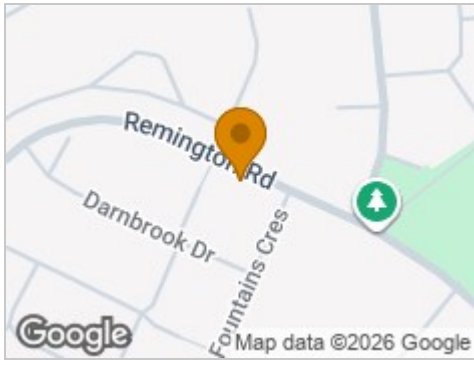 Remington Rd
Darnbrook Dr
Fountains Cres
Google
Map data ©2026 Google